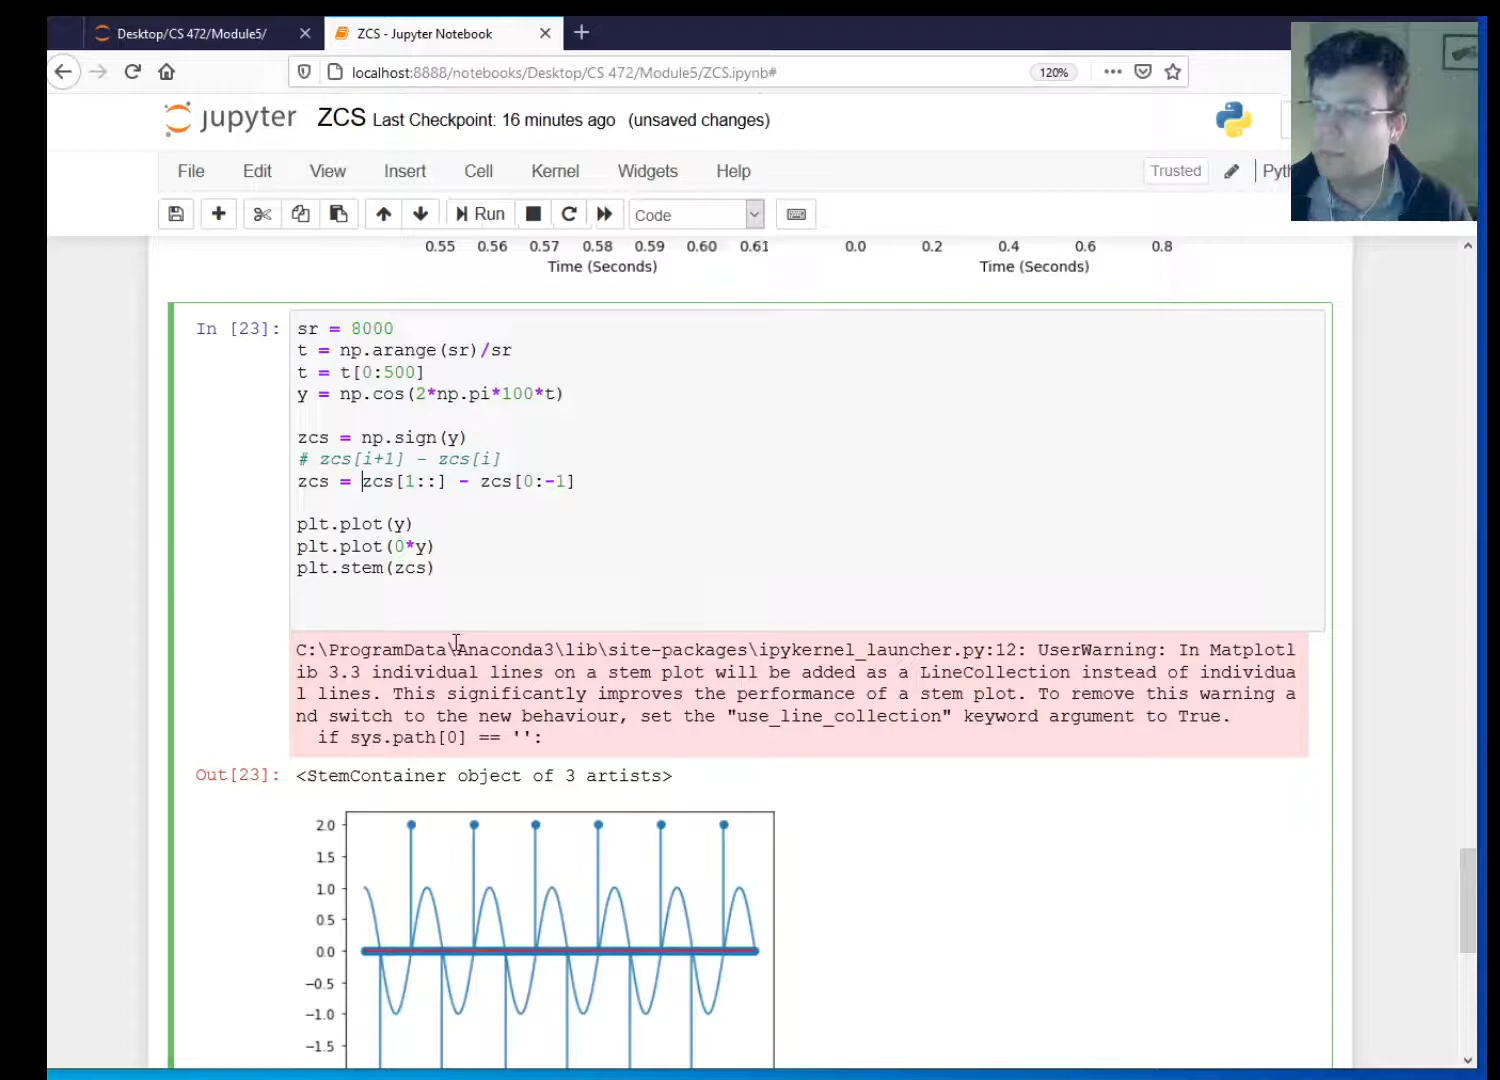 Desktop/CS 472/Module5/
ZCS - Jupyter Notebook
localhost:8888/notebooks/Desktop/CS 472/Module5/ZCS.ipynb#
120%
jupyter ZCS Last Checkpoint: 16 minutes ago (unsaved changes)
File Edit View Insert Cell Kernel Widgets Help
Trusted
Run
Code
0.55 0.56 0.57 0.58 0.59 0.60 0.61 0.0 0.2 0.4 0.6 0.8
Time (Seconds) Time (Seconds)
In [23]:
sr = 8000
t = np.arange(sr)/sr
t = t[0:500]
y = np.cos(2*np.pi*100*t)
zcs = np.sign(y)
# zcs[i+1] - zcs[i]
zcs = zcs[1::] - zcs[0:-1]
plt.plot(y)
plt.plot(0*y)
plt.stem(zcs)
C:\ProgramData\Anaconda3\lib\site-packages\ipykernel_launcher.py:12: UserWarning: In Matplotl
ib 3.3 individual lines on a stem plot will be added as a LineCollection instead of individua
l lines. This significantly improves the performance of a stem plot. To remove this warning a
nd switch to the new behaviour, set the "use_line_collection" keyword argument to True.
if sys.path[0] == '':
Out[23]: <StemContainer object of 3 artists>
2.0
1.5
1.0
0.5
0.0
−0.5
−1.0
−1.5